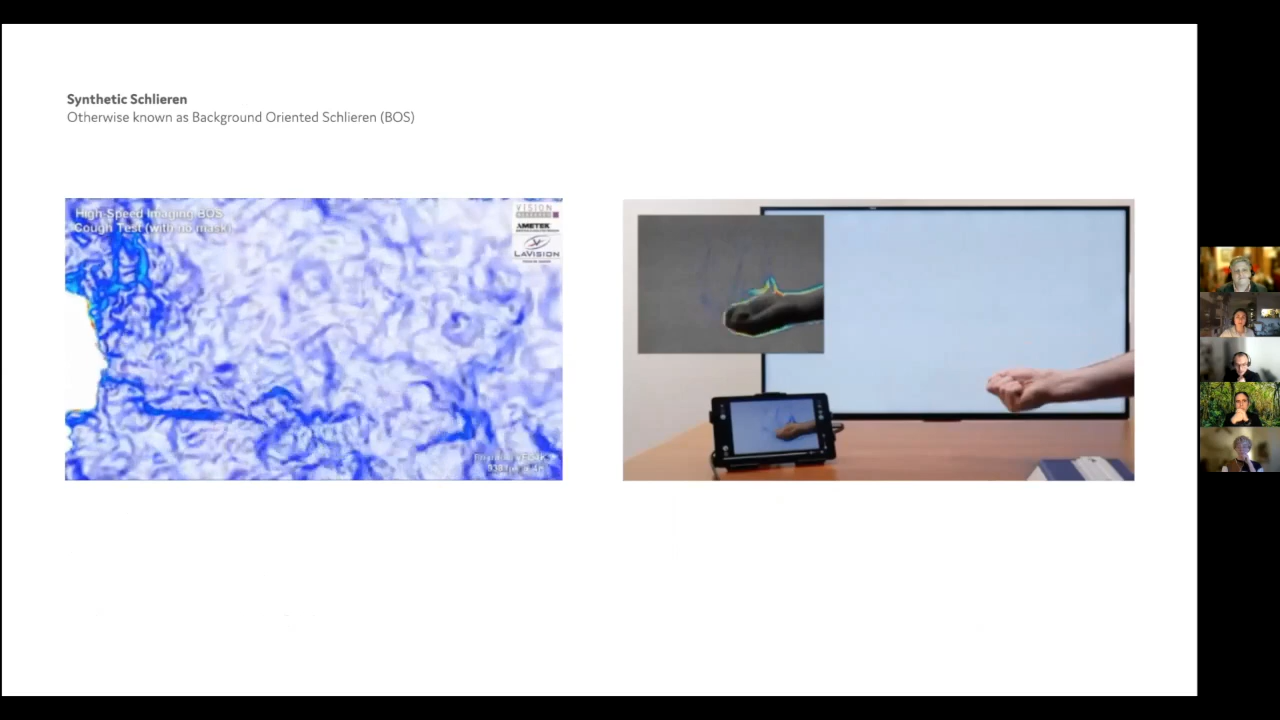 Synthetic Schlieren
Otherwise known as Background Oriented Schlieren (BOS)
High-Speed Imaging BOS
Cough Test (with no mask)
VISION
RESEARCH
AMETEK
LAVISION